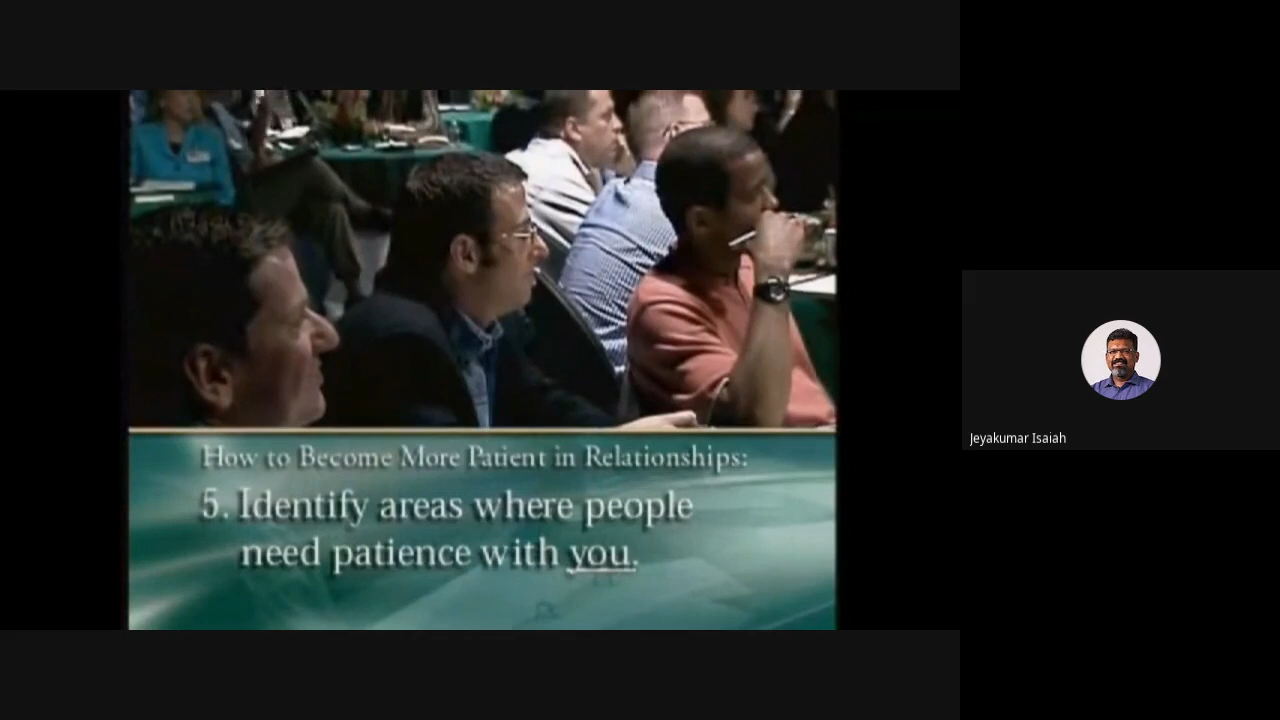 How to Become More Patient in Relationships:
5. Identify areas where people
need patience with you.
Jeyakumar Isaiah